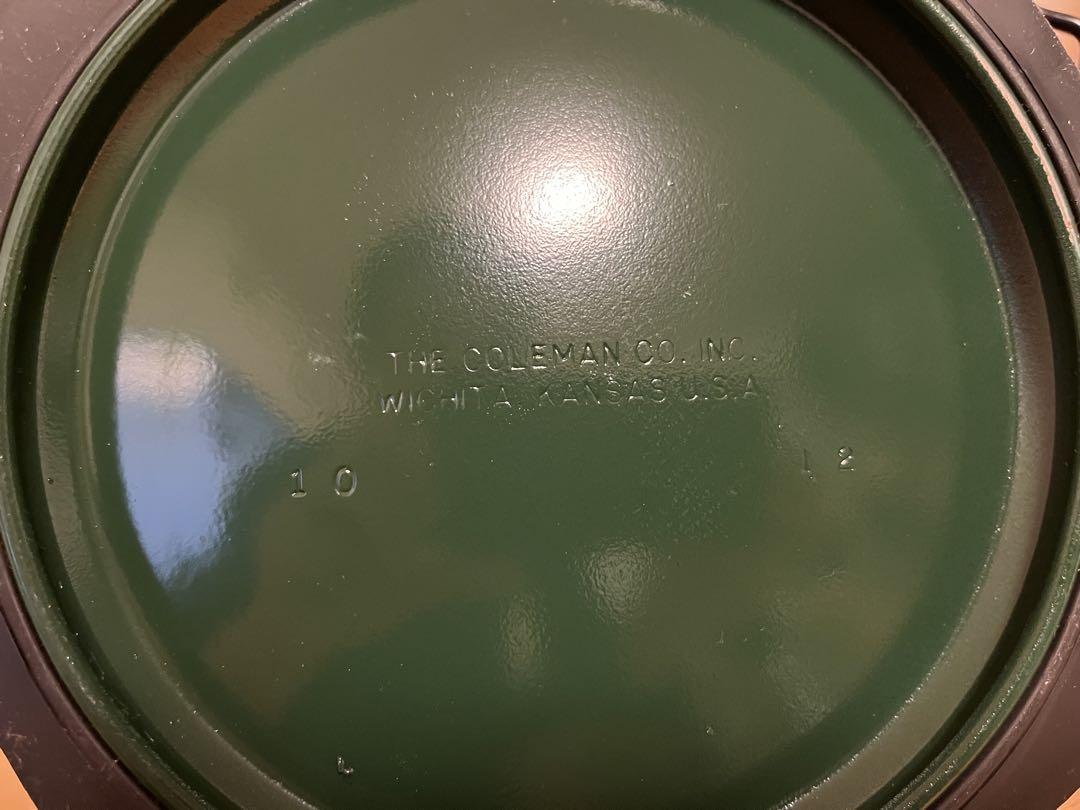 THE COLEMAN CO. INC.
WICHITA, KANSAS U.S.A.
10 12